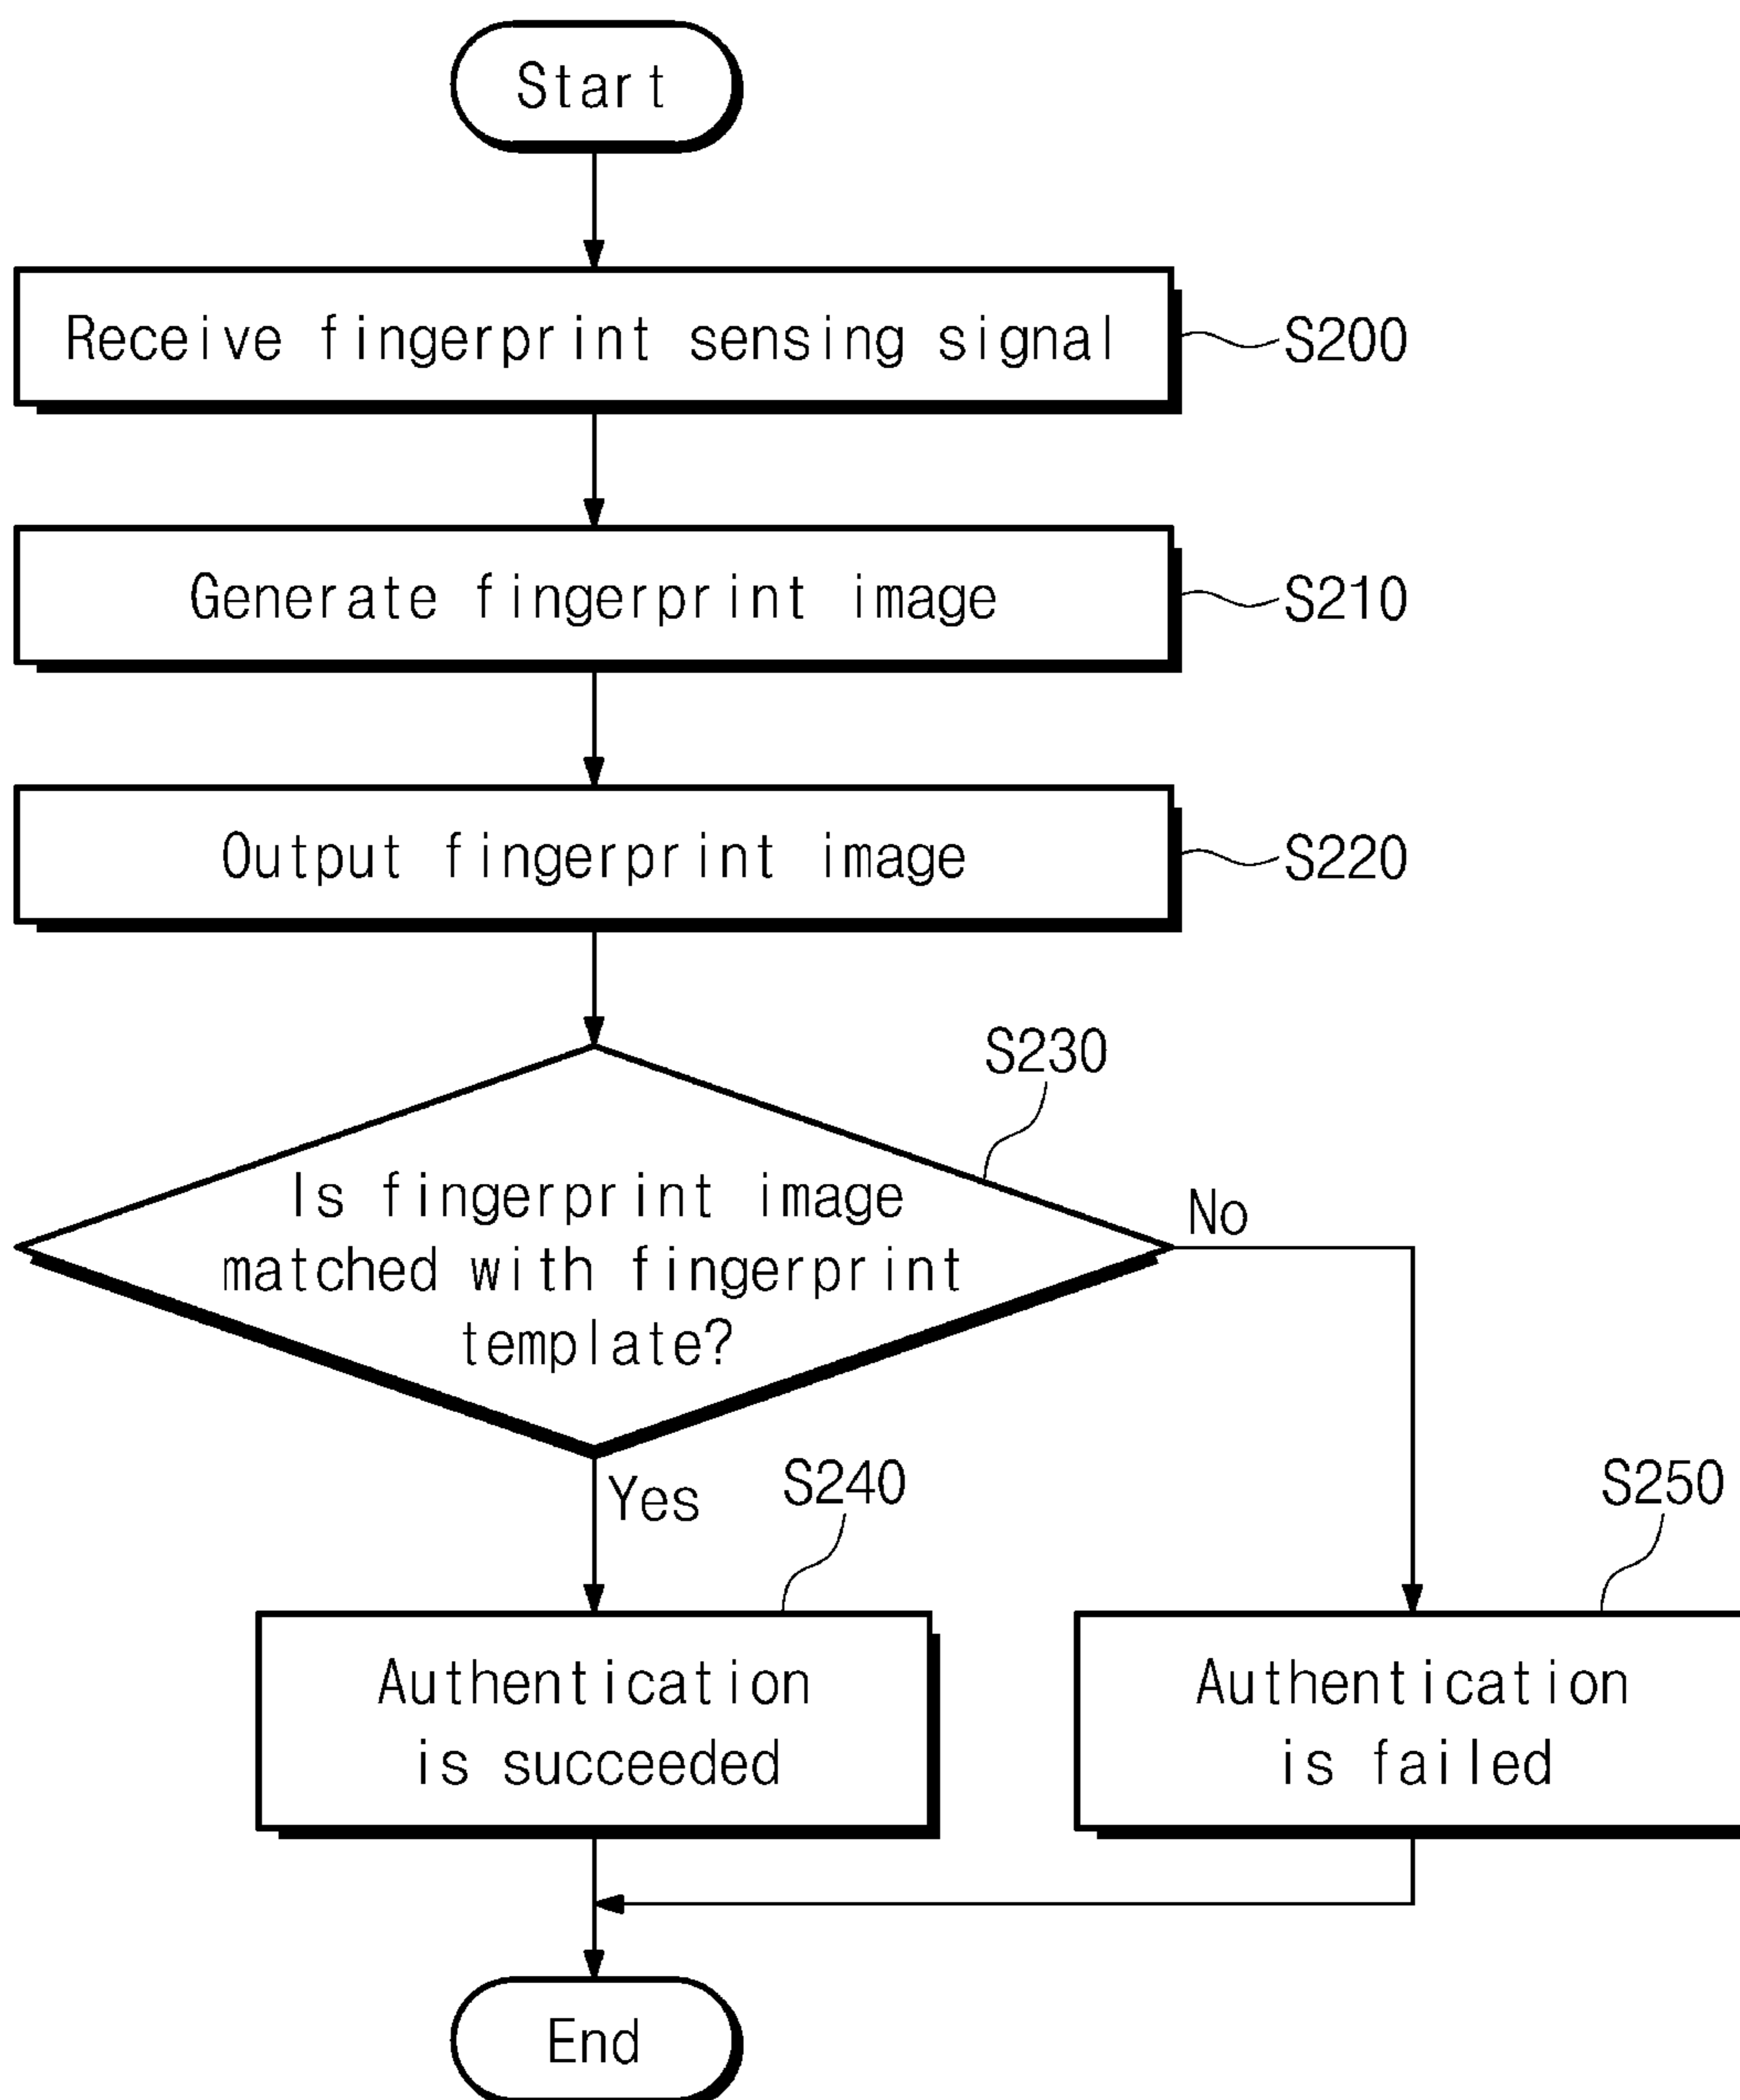 Start
Receive fingerprint sensing signal
S200
Generate fingerprint image
S210
Output fingerprint image
S220
S230
Is fingerprint image
matched with fingerprint
template?
No
Yes
S240
S250
Authentication
is succeeded
Authentication
is failed
End